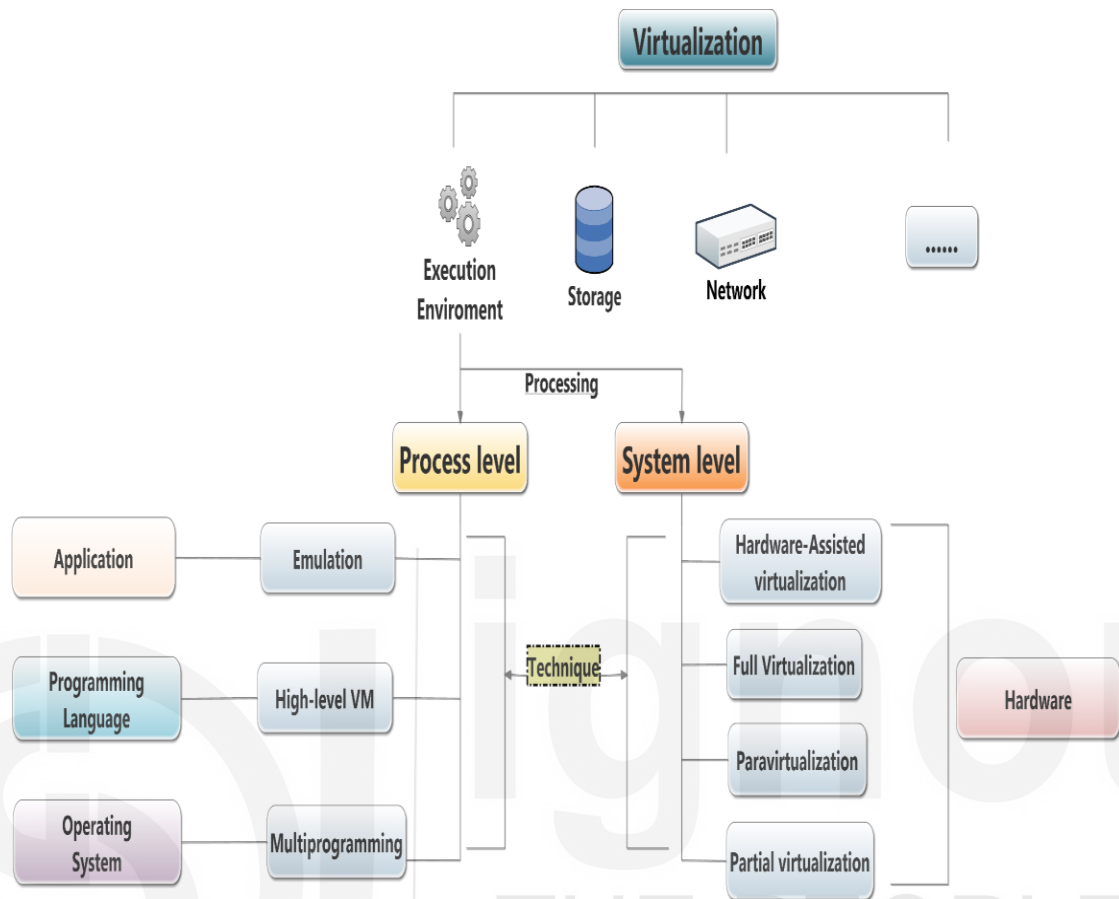 Virtualization
Execution
Enviroment
Storage
Network
......
Processing
Process level
System level
Application
Emulation
Hardware-Assisted
virtualization
Programming
Language
High-level VM
Technique
Full Virtualization
Hardware
Paravirtualization
Operating
System
Multiprogramming
Partial virtualization
ignou